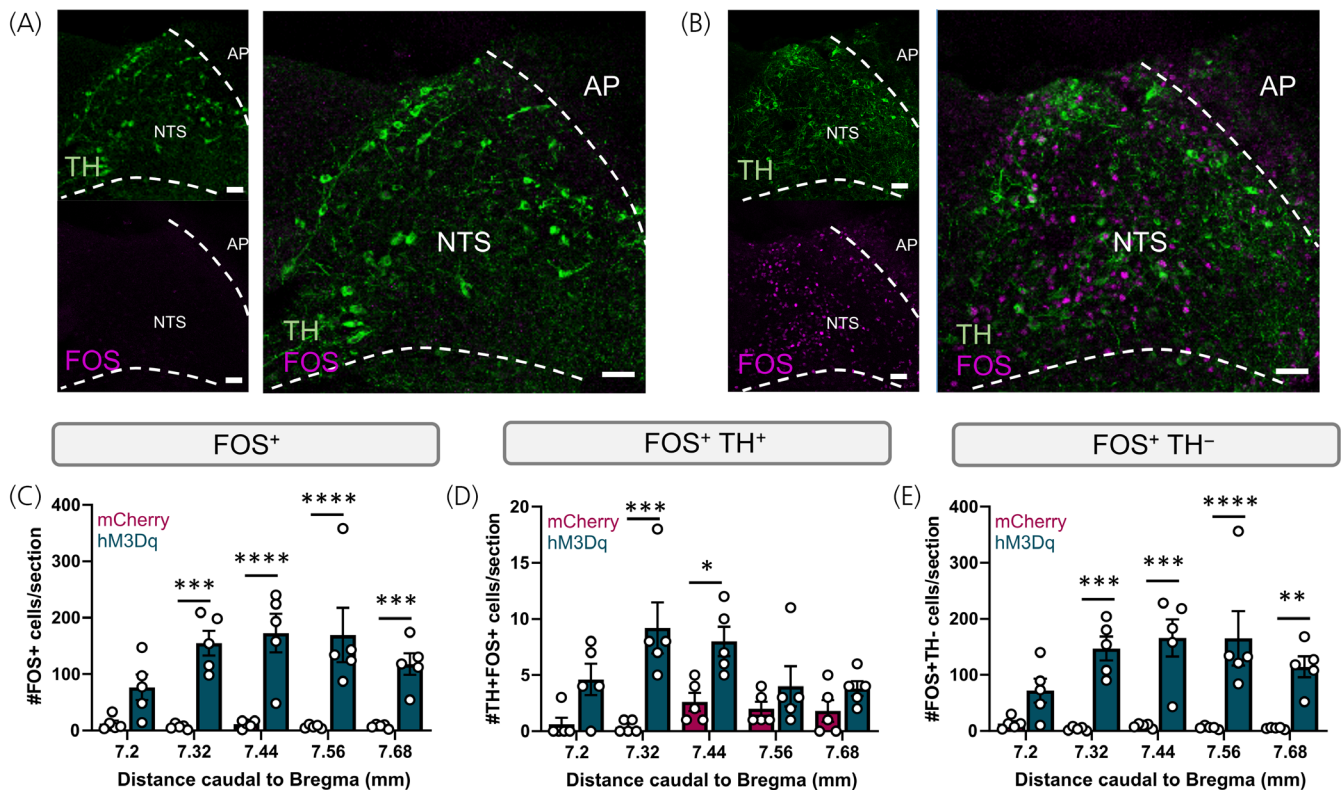 (A)
AP
NTS
TH
AP
NTS
FOS
AP
NTS
TH
FOS
(B)
AP
NTS
TH
AP
NTS
FOS
AP
NTS
TH
FOS
FOS⁺
FOS⁺ TH⁺
FOS⁺ TH⁻
(C)
#FOS+ cells/section
400
300
200
100
0
mCherry
hM3Dq
***
****
****
***
7.2 7.32 7.44 7.56 7.68
Distance caudal to Bregma (mm)
(D)
#TH+FOS+ cells/section
20
15
10
5
0
mCherry
hM3Dq
***
*
7.2 7.32 7.44 7.56 7.68
Distance caudal to Bregma (mm)
(E)
#FOS+TH- cells/section
400
300
200
100
0
mCherry
hM3Dq
***
***
****
**
7.2 7.32 7.44 7.56 7.68
Distance caudal to Bregma (mm)